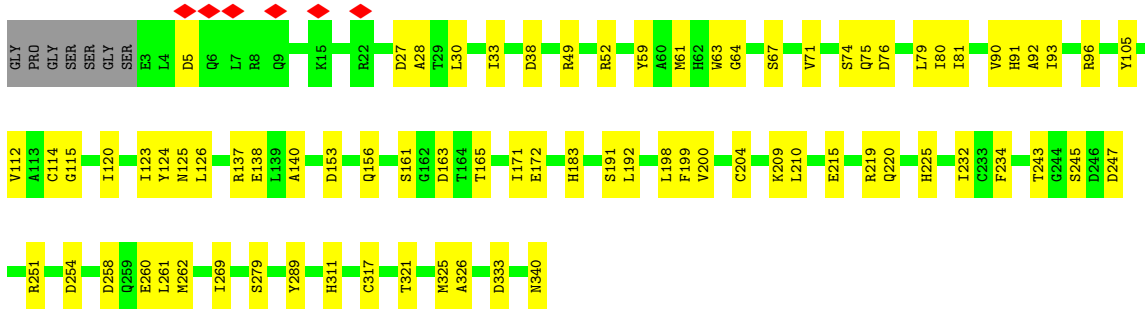 GLY PRO GLY SER SER GLY SER E3 L4 D5 Q6 L7 R8 Q9 K15 R22 D27 A28 T29 L30 I33 D38 R49 R52 Y59 A60 M61 H62 W63 G64 S67 V71 S74 Q75 D76 L79 I80 I81 V90 H91 A92 I93 R96 Y105
V112 A113 C114 G115 I120 I123 Y124 N125 L126 R137 E138 L139 A140 D153 Q156 S161 G162 D163 T164 T165 I171 E172 H183 S191 L192 L198 F199 V200 C204 K209 L210 E215 R219 Q220 H225 I232 C233 F234 T243 G244 S245 D246 D247
R251 D254 D258 Q259 E260 L261 M262 I269 S279 Y289 H311 C317 T321 M325 A326 D333 N340